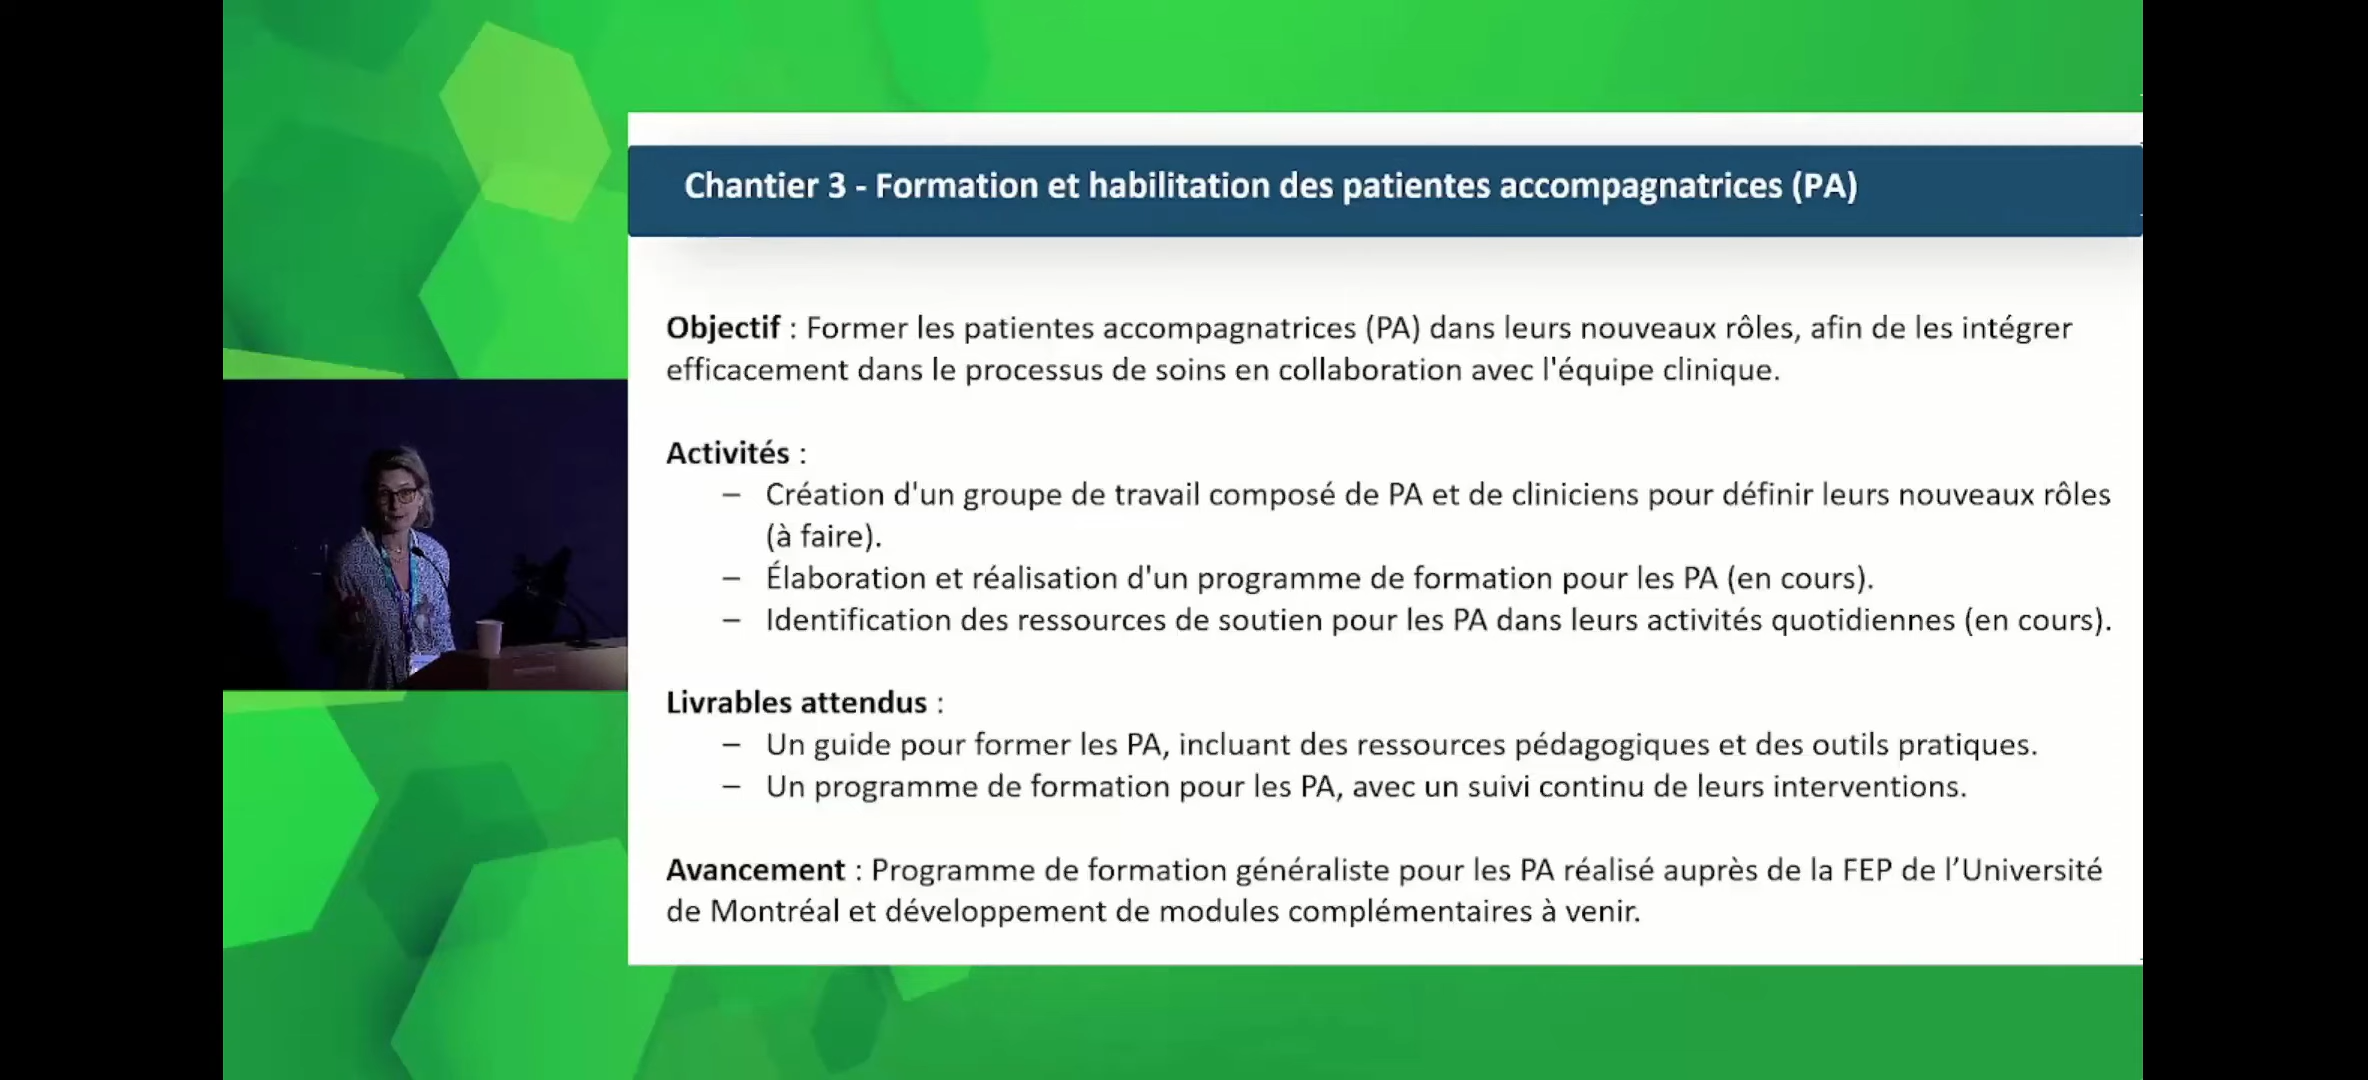 Chantier 3 - Formation et habilitation des patientes accompagnatrices (PA)
Objectif : Former les patientes accompagnatrices (PA) dans leurs nouveaux rôles, afin de les intégrer
efficacement dans le processus de soins en collaboration avec l'équipe clinique.
Activités :
– Création d'un groupe de travail composé de PA et de cliniciens pour définir leurs nouveaux rôles
(à faire).
– Élaboration et réalisation d'un programme de formation pour les PA (en cours).
– Identification des ressources de soutien pour les PA dans leurs activités quotidiennes (en cours).
Livrables attendus :
– Un guide pour former les PA, incluant des ressources pédagogiques et des outils pratiques.
– Un programme de formation pour les PA, avec un suivi continu de leurs interventions.
Avancement : Programme de formation généraliste pour les PA réalisé auprès de la FEP de l’Université
de Montréal et développement de modules complémentaires à venir.